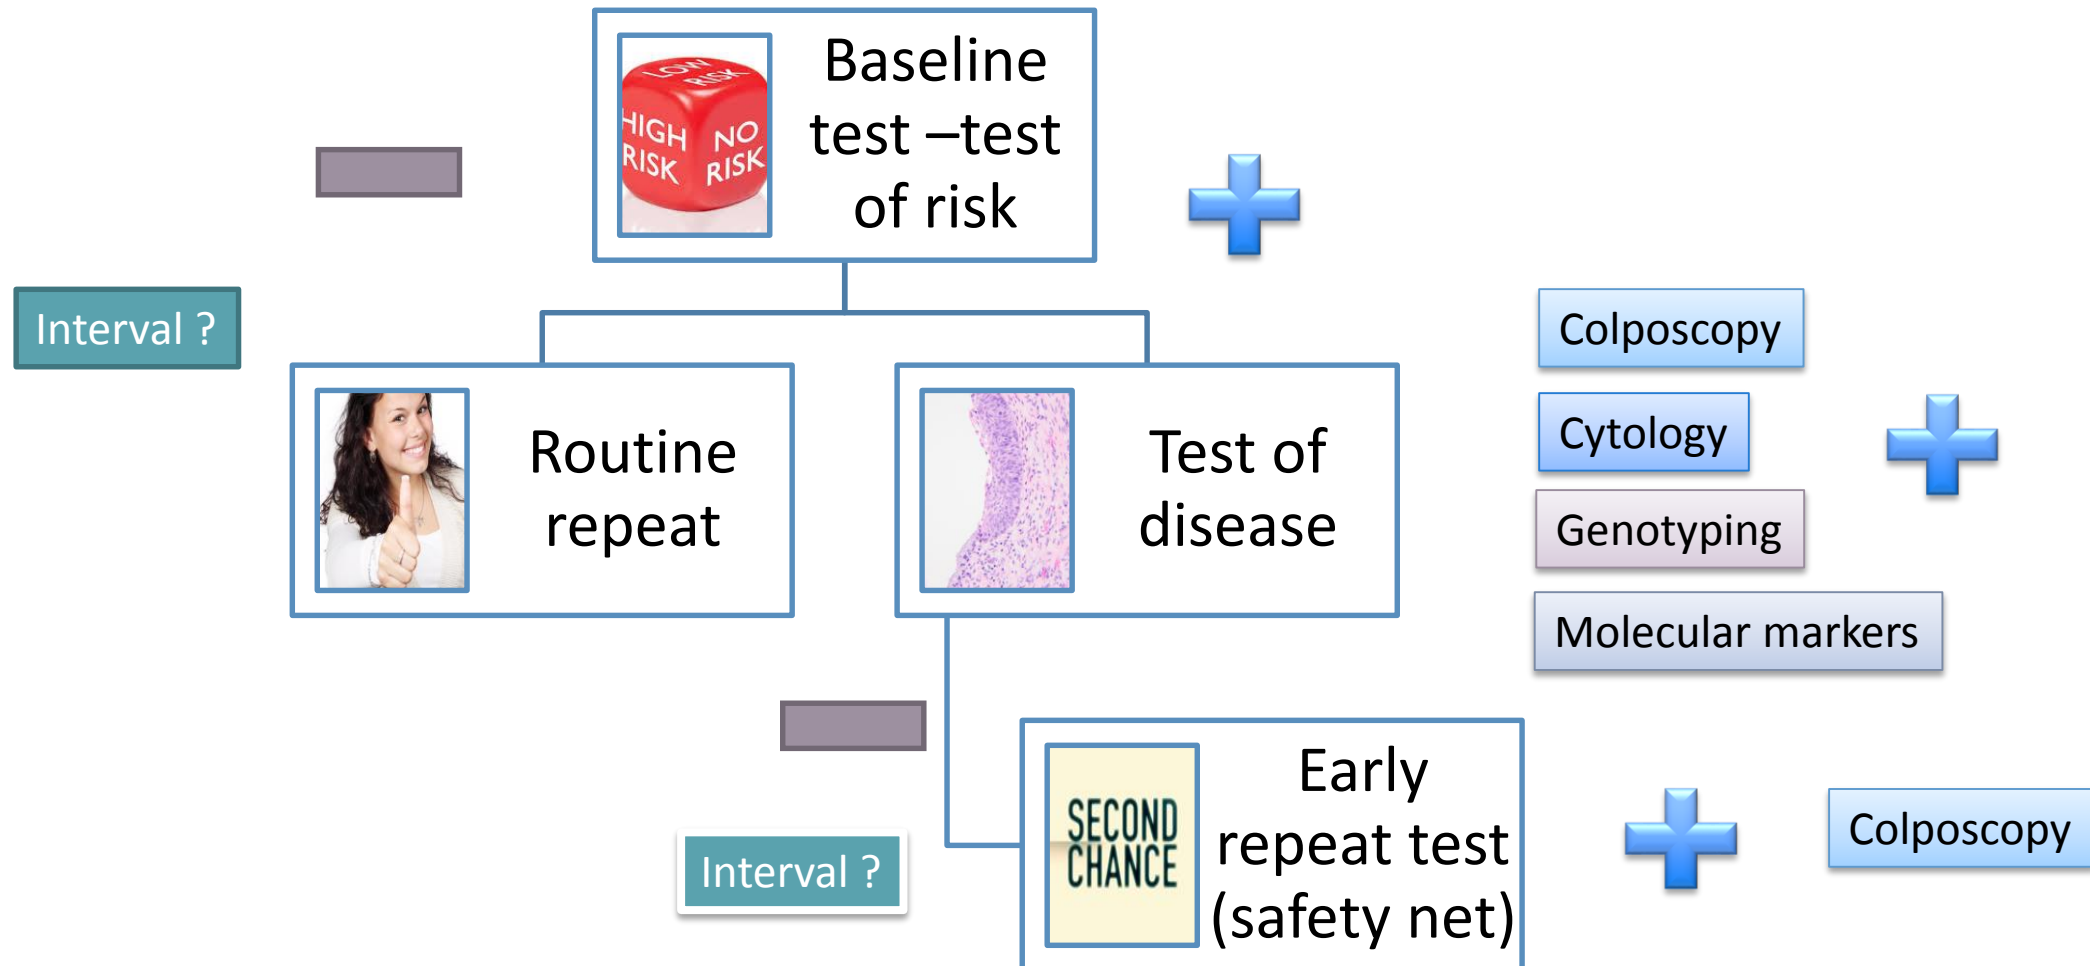 LOW
RISK
HIGH
RISK
NO
RISK
Baseline
test –test
of risk
Interval ?
Routine
repeat
Test of
disease
Colposcopy
Cytology
Genotyping
Molecular markers
Interval ?
SECOND
CHANCE
Early
repeat test
(safety net)
Colposcopy